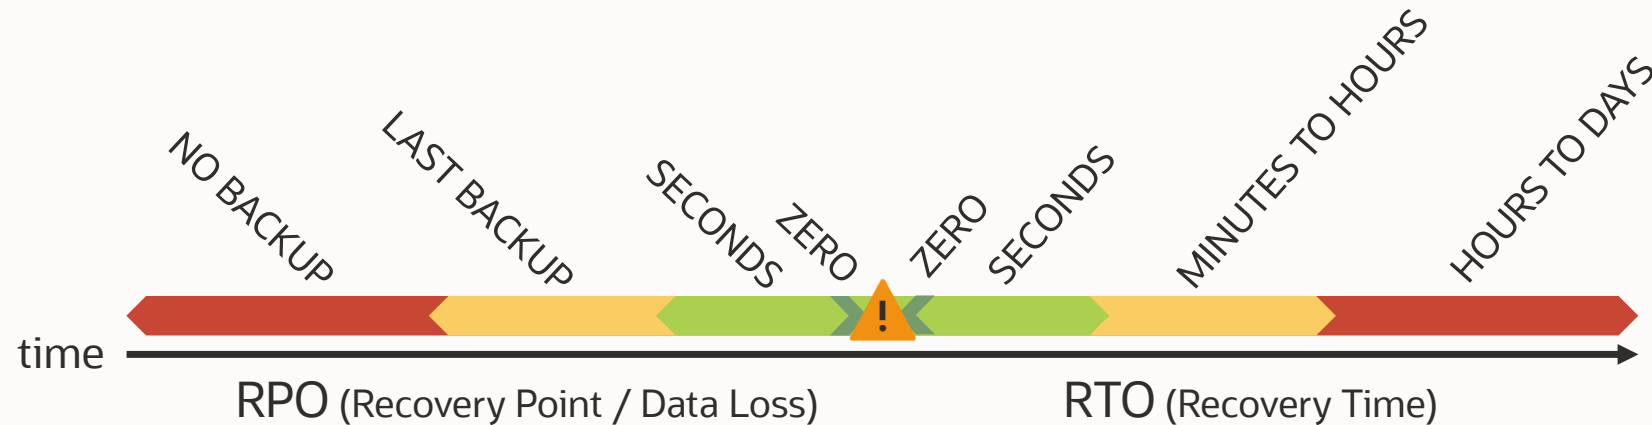 NO BACKUP
LAST BACKUP
SECONDS
ZERO
!
ZERO
SECONDS
MINUTES TO HOURS
HOURS TO DAYS
time
RPO (Recovery Point / Data Loss)
RTO (Recovery Time)